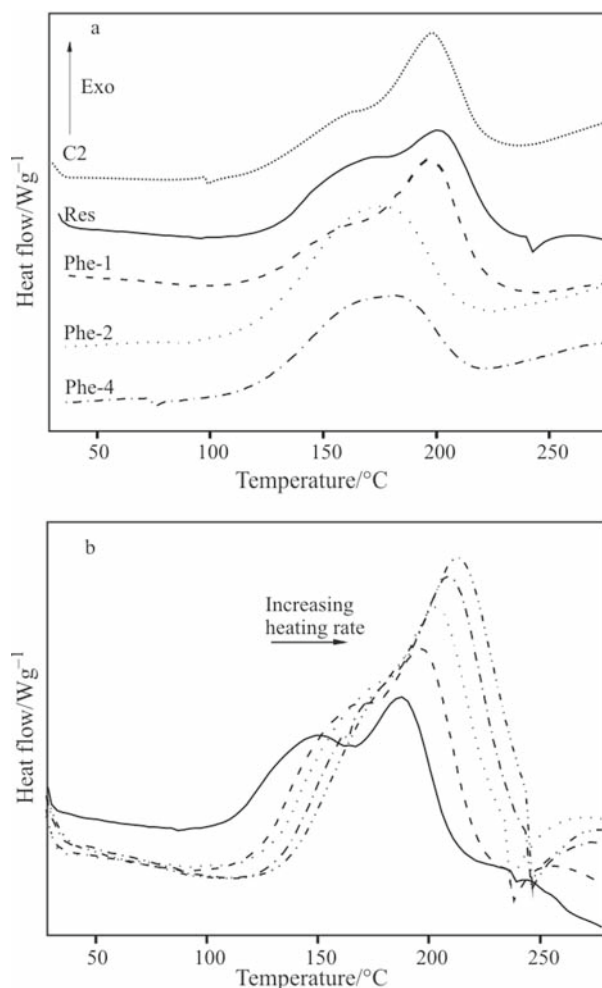 a
Exo
C2
Res
Phe-1
Phe-2
Phe-4
Heat flow/Wg⁻¹
50 100 150 200 250
Temperature/°C
b
Increasing
heating rate
Heat flow/Wg⁻¹
50 100 150 200 250
Temperature/°C